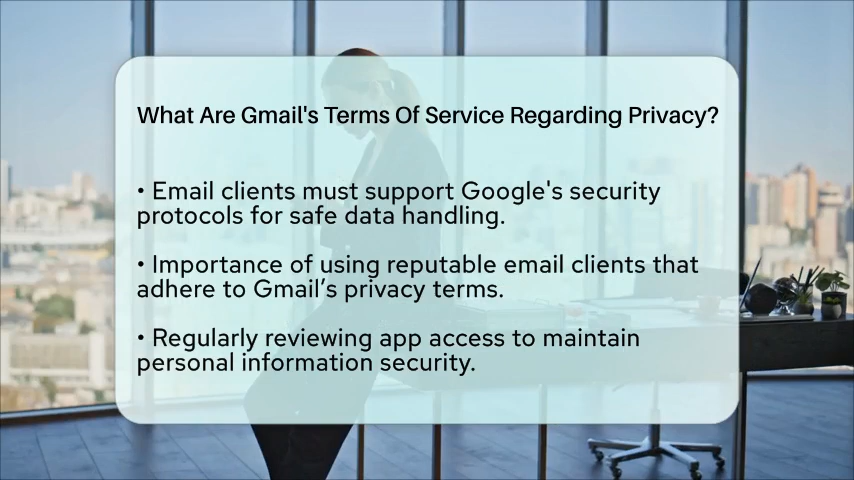 What Are Gmail's Terms Of Service Regarding Privacy?
• Email clients must support Google's security
protocols for safe data handling.
• Importance of using reputable email clients that
adhere to Gmail’s privacy terms.
• Regularly reviewing app access to maintain
personal information security.